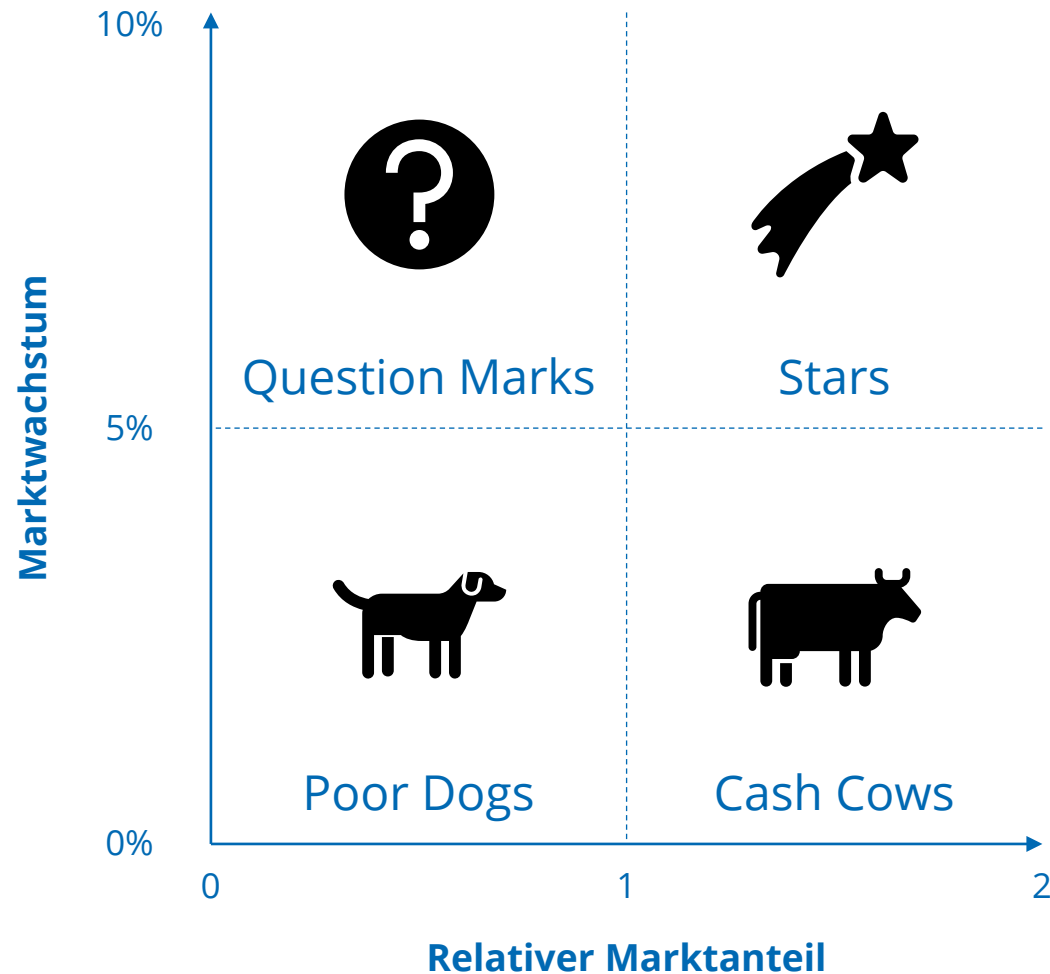 10%
Question Marks
Stars
Marktwachstum
5%
Poor Dogs
Cash Cows
0%
0
1
2
Relativer Marktanteil